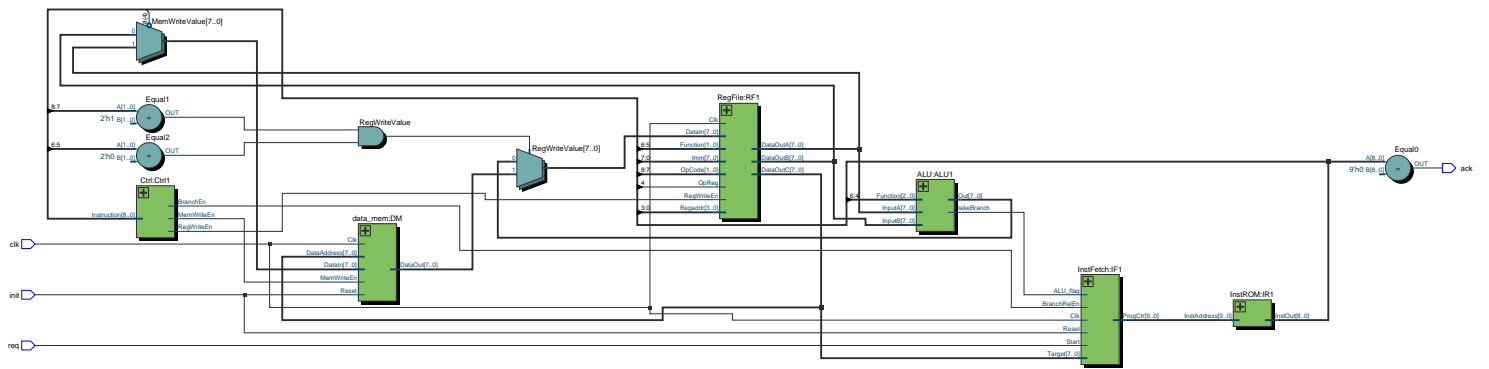 MemWriteValue[7..0]
0
1
8:7
Equal1
A[1..0]
2'h1 B[1..0]
OUT
6:5
Equal2
A[1..0]
2'h0 B[1..0]
OUT
RegWriteValue
RegWriteValue[7..0]
0
1
Ctrl:Ctrl1
Instruction[8..0]
BranchEn
MemWriteEn
RegWriteEn
data_mem:DM
Clk
DataAddress[7..0]
DataIn[7..0]
MemWriteEn
Reset
DataOut[7..0]
RegFile:RF1
Clk
DataIn[7..0]
6:5
Function[1..0]
7:0
Imm[7..0]
8:7
OpCode[1..0]
4
OpReg
RegWriteEn
3:0
Regaddr[3..0]
DataOutA[7..0]
DataOutB[7..0]
DataOutC[7..0]
ALU:ALU1
6:4
Function[2..0]
InputA[7..0]
InputB[7..0]
Out[7..0]
takeBranch
InstFetch:IF1
ALU_flag
BranchRelEn
Clk
Reset
Start
Target[7..0]
ProgCtr[9..0]
InstROM:IR1
InstAddress[9..0]
InstOut[8..0]
Equal0
A[8..0]
9'h0 B[8..0]
OUT
ack
clk
init
req